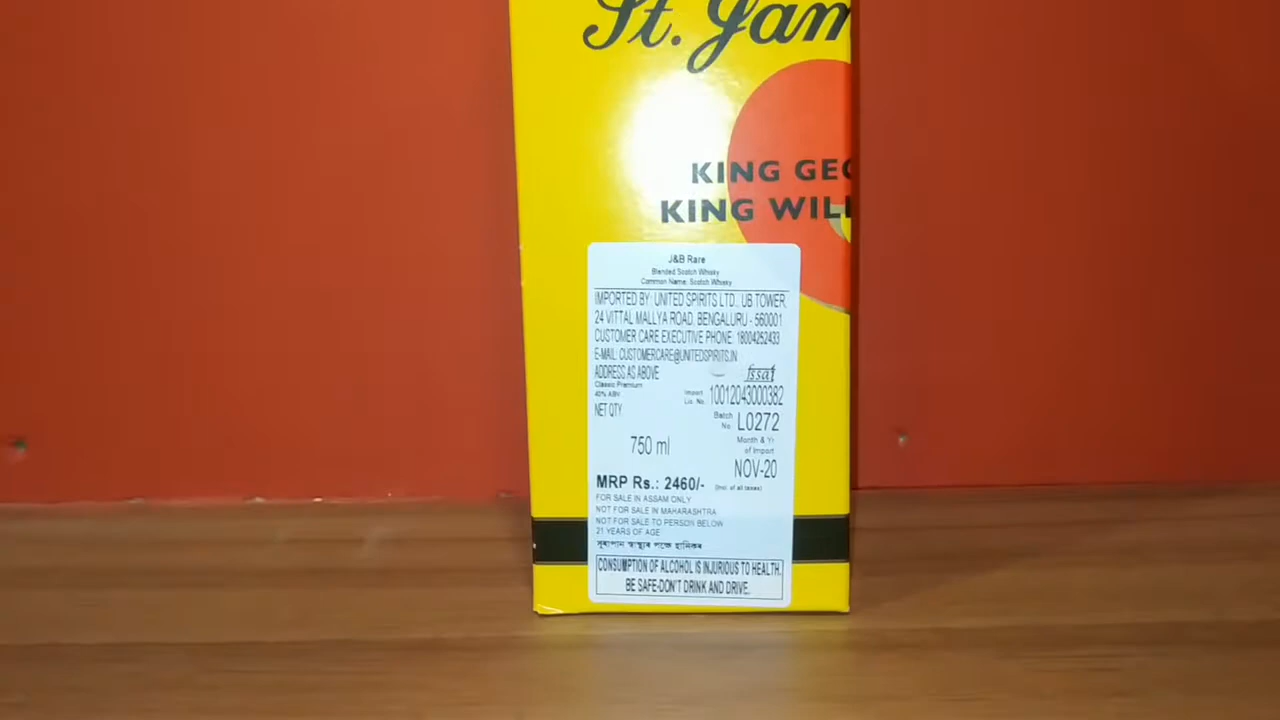 St. Jam
KING GEO
KING WILL
J&B Rare
Blended Scotch Whisky
Common Name: Scotch Whisky
IMPORTED BY: UNITED SPIRITS LTD., UB TOWER,
24 VITTAL MALLYA ROAD, BENGALURU - 560001
CUSTOMER CARE EXECUTIVE PHONE: 18004252433
E-MAIL: CUSTOMERCARE@UNITEDSPIRITS.IN
ADDRESS AS ABOVE
fssai
Classic Premium
40% ABV
Import
Lic. No. 10012043000382
NET QTY
Batch
No. L0272
750 ml
Month & Yr
of Import
NOV-20
MRP Rs.: 2460/- (Incl. of all taxes)
FOR SALE IN ASSAM ONLY
NOT FOR SALE IN MAHARASHTRA
NOT FOR SALE TO PERSON BELOW
21 YEARS OF AGE
সুৰাপান স্বাস্থ্যৰ পক্ষে হানিকৰ
CONSUMPTION OF ALCOHOL IS INJURIOUS TO HEALTH.
BE SAFE-DON'T DRINK AND DRIVE.